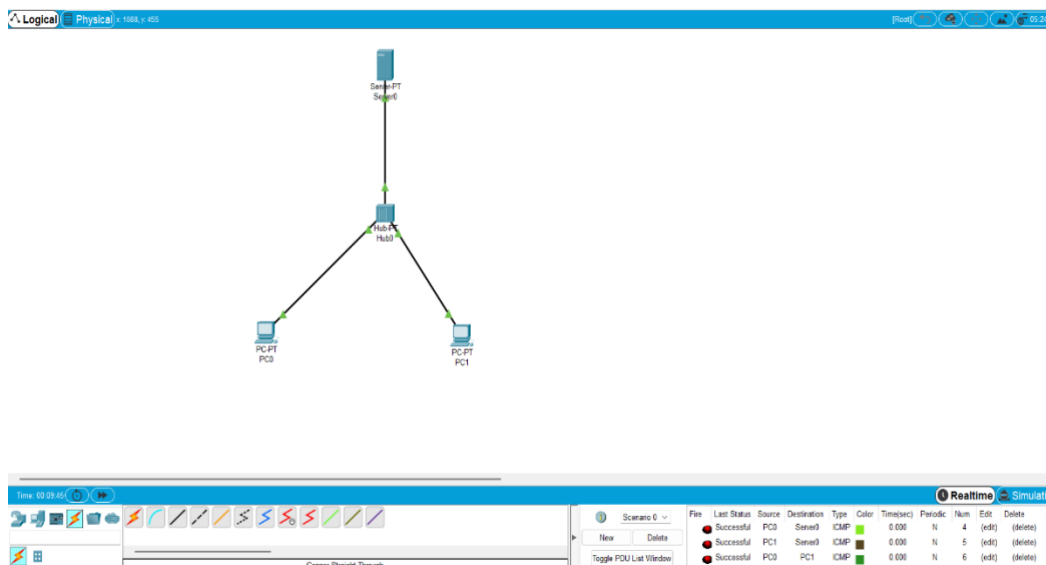 Logical Physical x: 1088, y: 455 [Root]
Server-PT
Server0
Hub-PT
Hub0
PC-PT
PC0
PC-PT
PC1
Time: 00:09:46 Realtime Simulati
Scenario 0
New Delete
Toggle PDU List Window
Fire Last Status Source Destination Type Color Time(sec) Periodic Num Edit Delete
Successful PC0 Server0 ICMP 0.000 N 4 (edit) (delete)
Successful PC1 Server0 ICMP 0.000 N 5 (edit) (delete)
Successful PC0 PC1 ICMP 0.000 N 6 (edit) (delete)